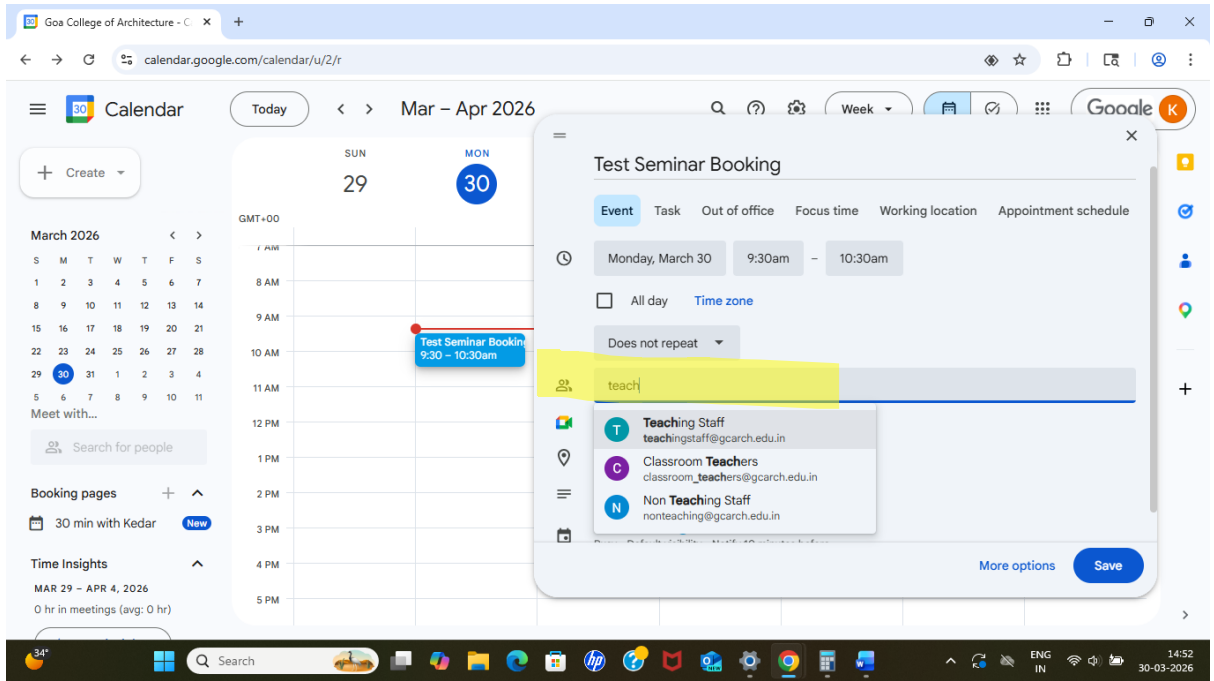 Goa College of Architecture - C
calendar.google.com/calendar/u/2/r
30 Calendar
Today
Mar – Apr 2026
Week
Google K
Create
SUN
29
MON
30
GMT+00
March 2026
S M T W T F S
1 2 3 4 5 6 7
8 9 10 11 12 13 14
15 16 17 18 19 20 21
22 23 24 25 26 27 28
29 30 31 1 2 3 4
5 6 7 8 9 10 11
Meet with...
Search for people
Booking pages
30 min with Kedar New
Time Insights
MAR 29 – APR 4, 2026
0 hr in meetings (avg: 0 hr)
7 AM
8 AM
9 AM
10 AM
11 AM
12 PM
1 PM
2 PM
3 PM
4 PM
5 PM
Test Seminar Booking
9:30 – 10:30am
Test Seminar Booking
Event Task Out of office Focus time Working location Appointment schedule
Monday, March 30 9:30am – 10:30am
All day Time zone
Does not repeat
teach
T Teaching Staff
teachingstaff@gcarch.edu.in
C Classroom Teachers
classroom_teachers@gcarch.edu.in
N Non Teaching Staff
nonteaching@gcarch.edu.in
More options Save
34°
Search
hp
NEW
ENG
IN
14:52
30-03-2026